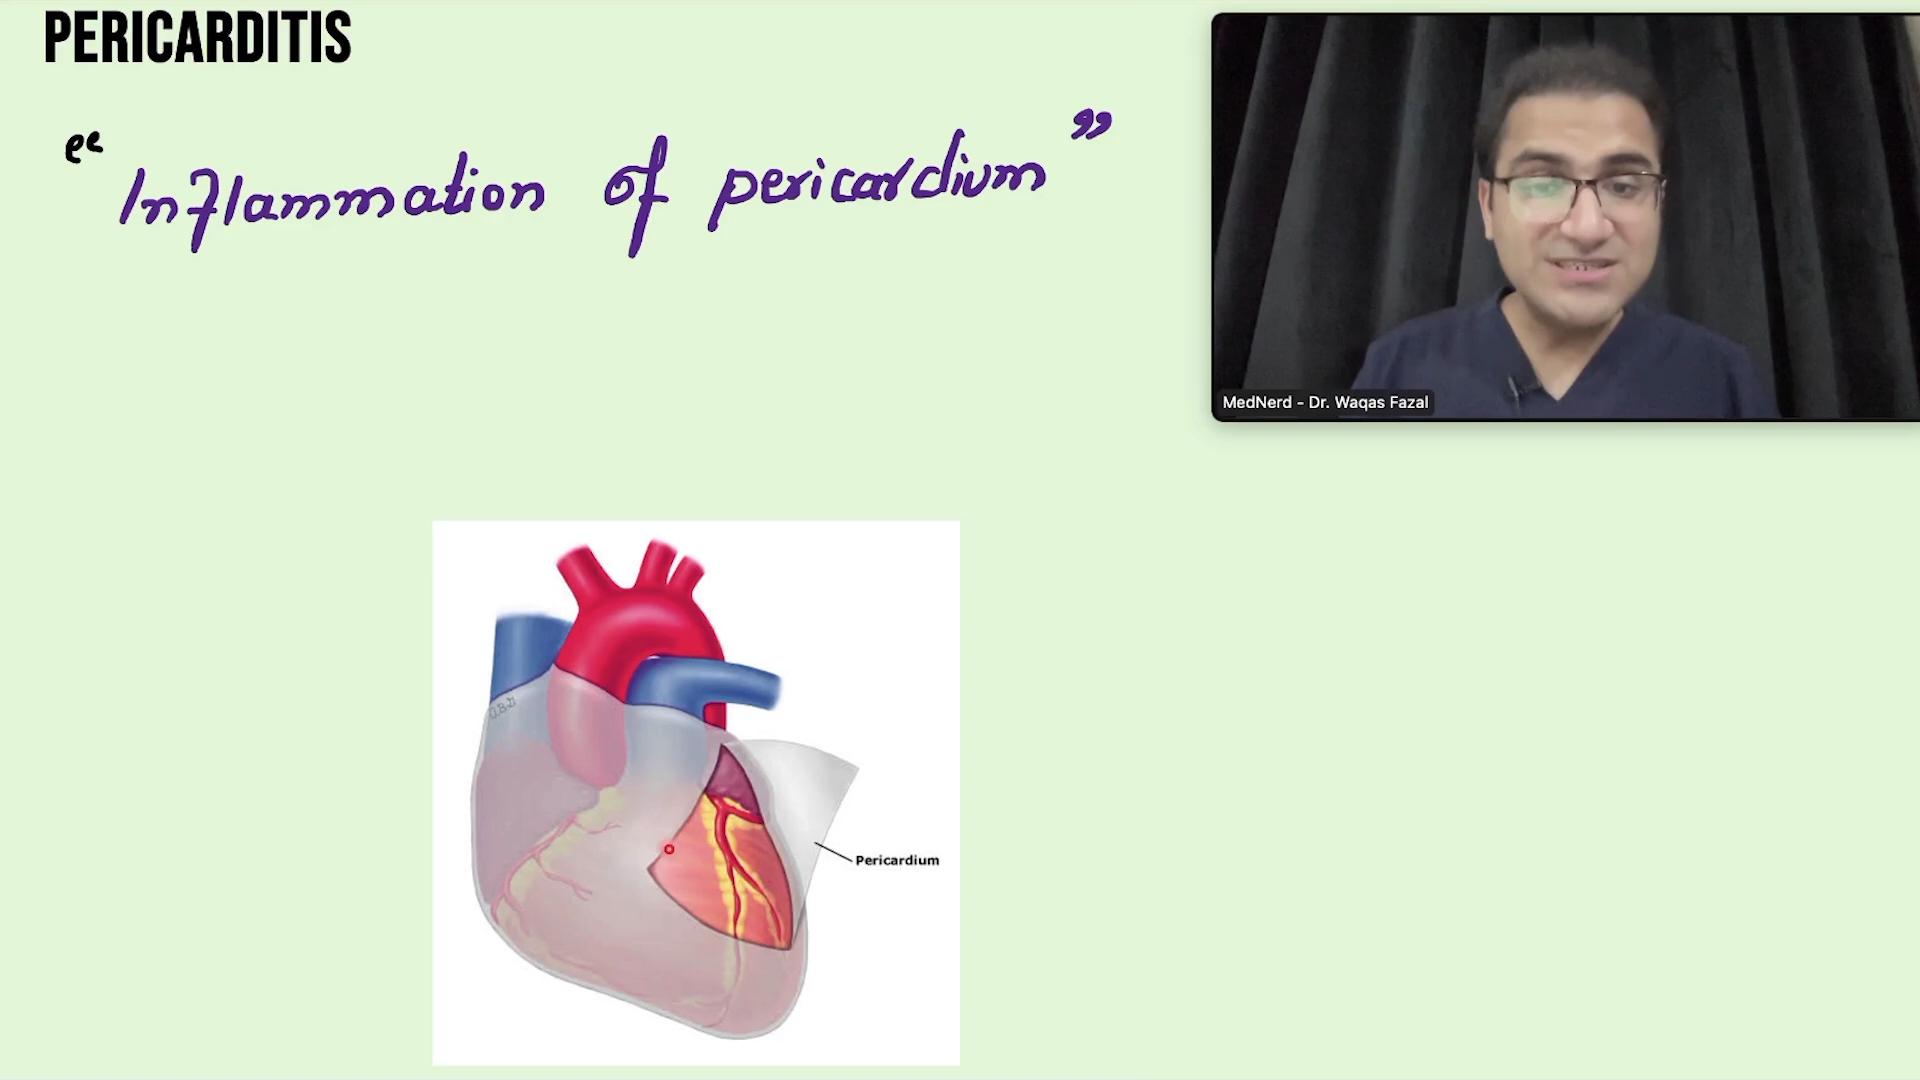 PERICARDITIS
“Inflammation of pericardium”
MedNerd - Dr. Waqas Fazal
Pericardium